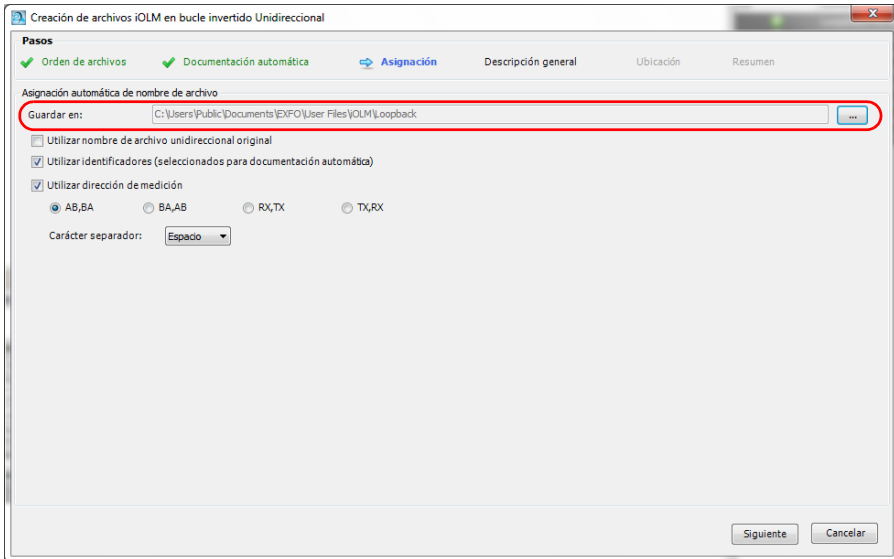 Creación de archivos iOLM en bucle invertido Unidireccional
Pasos
Orden de archivos Documentación automática Asignación Descripción general Ubicación Resumen
Asignación automática de nombre de archivo
Guardar en: C:\Users\Public\Documents\EXFO\User Files\iOLM\Loopback ...
Utilizar nombre de archivo unidireccional original
Utilizar identificadores (seleccionados para documentación automática)
Utilizar dirección de medición
AB,BA BA,AB RX,TX TX,RX
Carácter separador: Espacio
Siguiente Cancelar